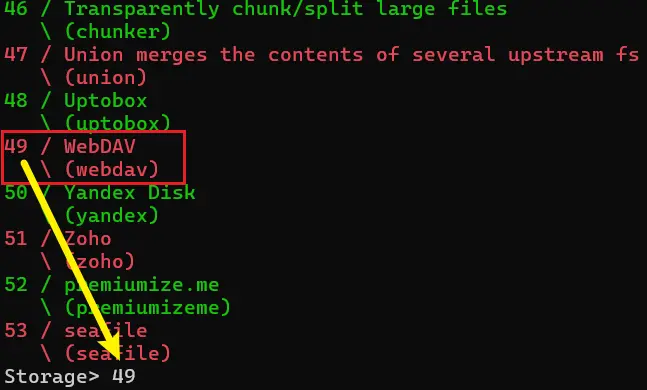 46 / Transparently chunk/split large files
   \ (chunker)
47 / Union merges the contents of several upstream fs
   \ (union)
48 / Uptobox
   \ (uptobox)
49 / WebDAV
   \ (webdav)
50 / Yandex Disk
   \ (yandex)
51 / Zoho
   \ (zoho)
52 / premiumize.me
   \ (premiumizeme)
53 / seafile
   \ (seafile)
Storage> 49